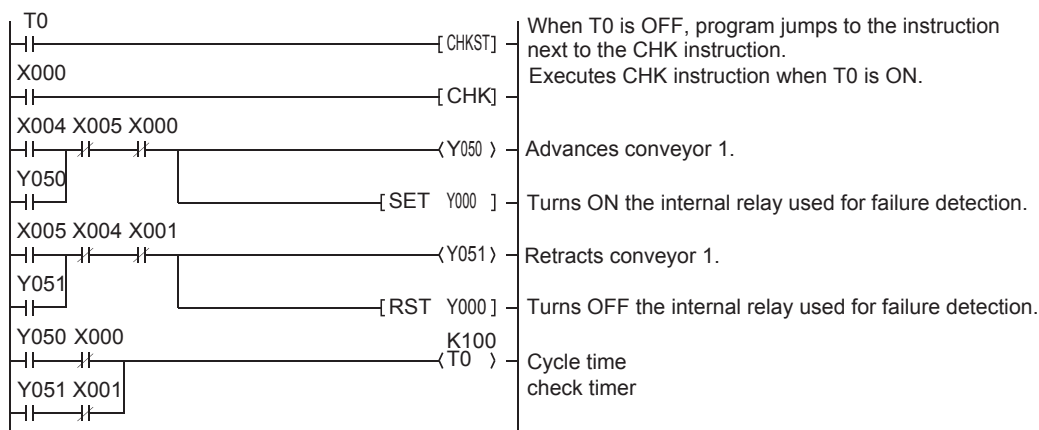 T0
[ CHKST]
When T0 is OFF, program jumps to the instruction
next to the CHK instruction.
X000
[ CHK]
Executes CHK instruction when T0 is ON.
X004 X005 X000
Y050
Advances conveyor 1.
Y050
[ SET Y000 ]
Turns ON the internal relay used for failure detection.
X005 X004 X001
Y051
Retracts conveyor 1.
Y051
[ RST Y000 ]
Turns OFF the internal relay used for failure detection.
Y050 X000
K100
T0
Cycle time
check timer
Y051 X001